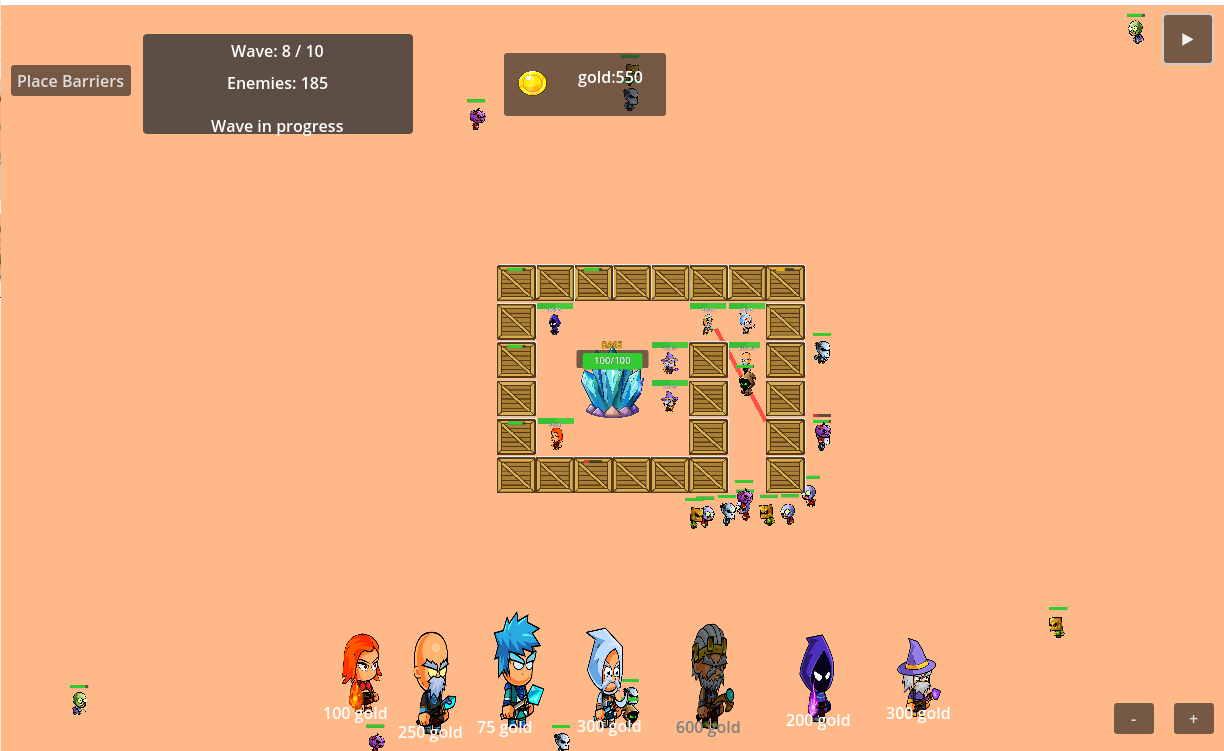 Wave: 8 / 10
Place Barriers
Enemies: 185
gold:550
Wave in progress
BASE
100/100
100 gold
250 gold
75 gold
300 gold
600 gold
200 gold
300 gold
-
+